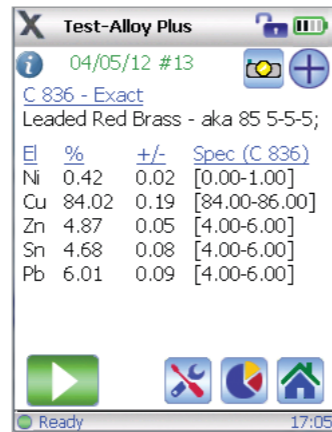 X Test-Alloy Plus
i 04/05/12 #13
C 836 - Exact
Leaded Red Brass - aka 85 5-5-5;
El % +/- Spec (C 836)
Ni 0.42 0.02 [0.00-1.00]
Cu 84.02 0.19 [84.00-86.00]
Zn 4.87 0.05 [4.00-6.00]
Sn 4.68 0.08 [4.00-6.00]
Pb 6.01 0.09 [4.00-6.00]
Ready 17:05